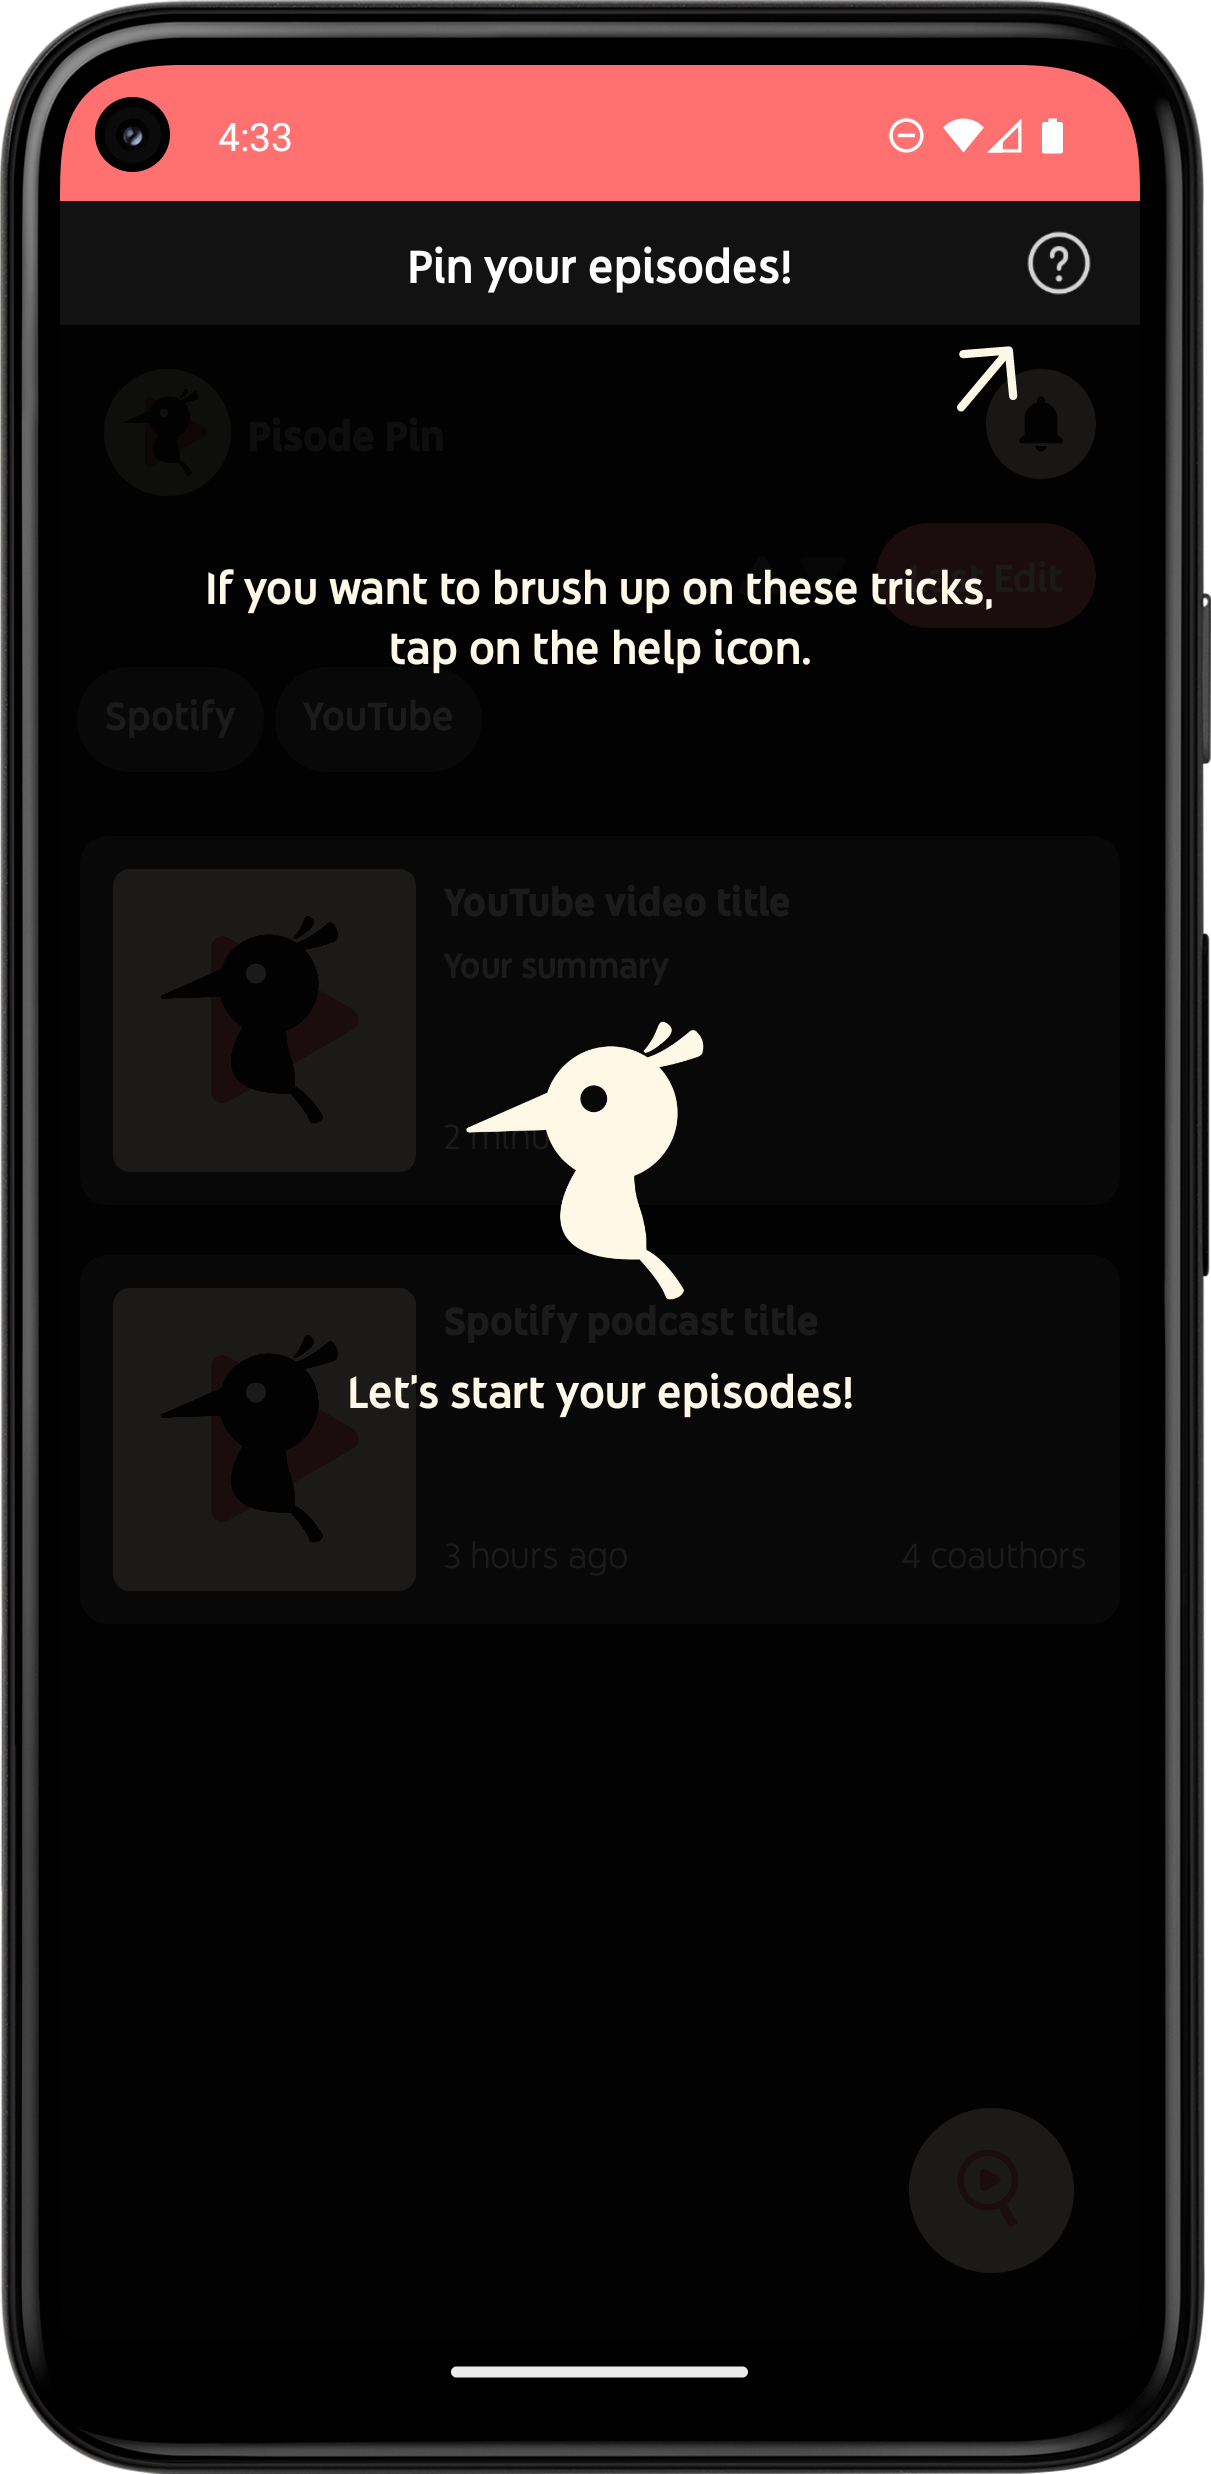 4:33
Pin your episodes!
Pisode Pin
If you want to brush up on these tricks,
Edit
tap on the help icon.
Spotify
YouTube
YouTube video title
Your summary
2
Spotify podcast title
Let's start your episodes!
3 hours ago
4 coauthors